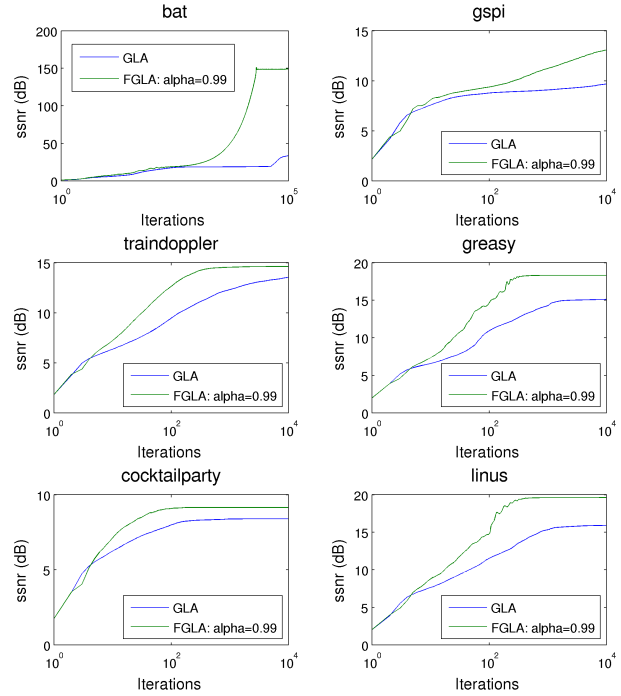 bat
200
150
100
50
0
ssnr (dB)
GLA
FGLA: alpha=0.99
10^0
10^5
Iterations
gspi
15
10
5
0
ssnr (dB)
GLA
FGLA: alpha=0.99
10^0
10^2
10^4
Iterations
traindoppler
15
10
5
0
ssnr (dB)
GLA
FGLA: alpha=0.99
10^0
10^2
10^4
Iterations
greasy
20
15
10
5
0
ssnr (dB)
GLA
FGLA: alpha=0.99
10^0
10^2
10^4
Iterations
cocktailparty
10
5
0
ssnr (dB)
GLA
FGLA: alpha=0.99
10^0
10^2
10^4
Iterations
linus
20
15
10
5
0
ssnr (dB)
GLA
FGLA: alpha=0.99
10^0
10^2
10^4
Iterations